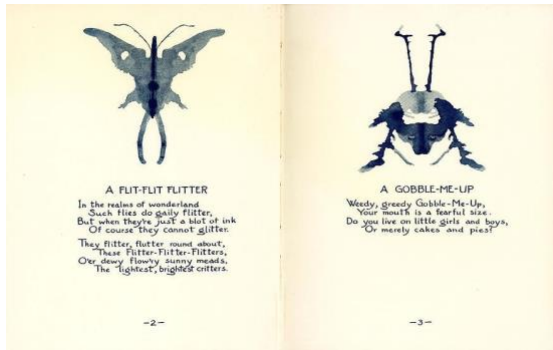 A FLIT-FLIT FLITTER
In the realms of wonderland
Such flies do gaily flitter,
But when they're just a blot of ink
Of course they cannot glitter.
They flitter, flutter round about,
These Flitter-Flitter-Flitters,
O'er dewy flow'ry sunny meads,
The lightest, brightest critters.
–2–
A GOBBLE-ME-UP
Weedy, greedy Gobble-Me-Up,
Your mouth is a fearful size.
Do you live on little girls and boys,
Or merely cakes and pies?
–3–